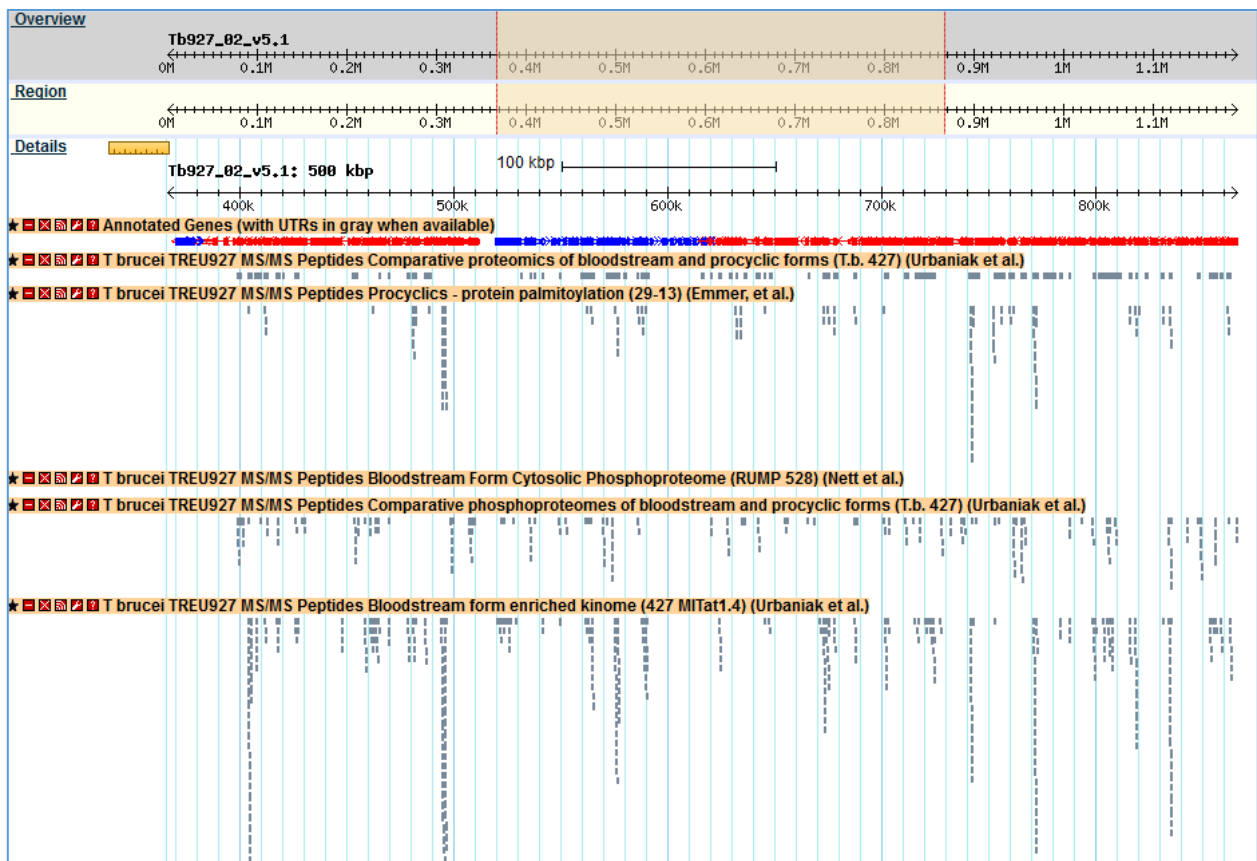 Overview
Tb927_02_v5.1
0M 0.1M 0.2M 0.3M 0.4M 0.5M 0.6M 0.7M 0.8M 0.9M 1M 1.1M
Region
0M 0.1M 0.2M 0.3M 0.4M 0.5M 0.6M 0.7M 0.8M 0.9M 1M 1.1M
Details
100 kbp
Tb927_02_v5.1: 500 kbp
400k 500k 600k 700k 800k
Annotated Genes (with UTRs in gray when available)
T brucei TREU927 MS/MS Peptides Comparative proteomics of bloodstream and procyclic forms (T.b. 427) (Urbaniak et al.)
T brucei TREU927 MS/MS Peptides Procyclics - protein palmitoylation (29-13) (Emmer, et al.)
T brucei TREU927 MS/MS Peptides Bloodstream Form Cytosolic Phosphoproteome (RUMP 528) (Nett et al.)
T brucei TREU927 MS/MS Peptides Comparative phosphoproteomes of bloodstream and procyclic forms (T.b. 427) (Urbaniak et al.)
T brucei TREU927 MS/MS Peptides Bloodstream form enriched kinome (427 MITat1.4) (Urbaniak et al.)